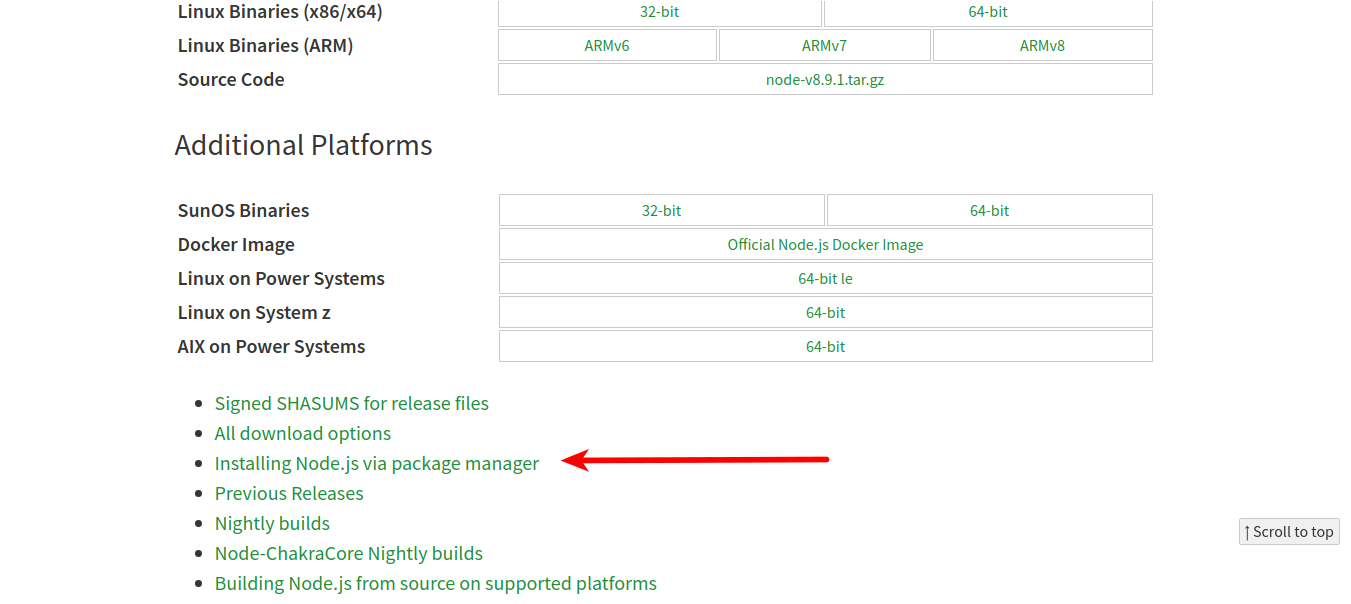 Linux Binaries (x86/x64) 32-bit 64-bit
Linux Binaries (ARM) ARMv6 ARMv7 ARMv8
Source Code node-v8.9.1.tar.gz
Additional Platforms
SunOS Binaries 32-bit 64-bit
Docker Image Official Node.js Docker Image
Linux on Power Systems 64-bit le
Linux on System z 64-bit
AIX on Power Systems 64-bit
Signed SHASUMS for release files
All download options
Installing Node.js via package manager
Previous Releases
Nightly builds
Node-ChakraCore Nightly builds
Building Node.js from source on supported platforms
↑ Scroll to top